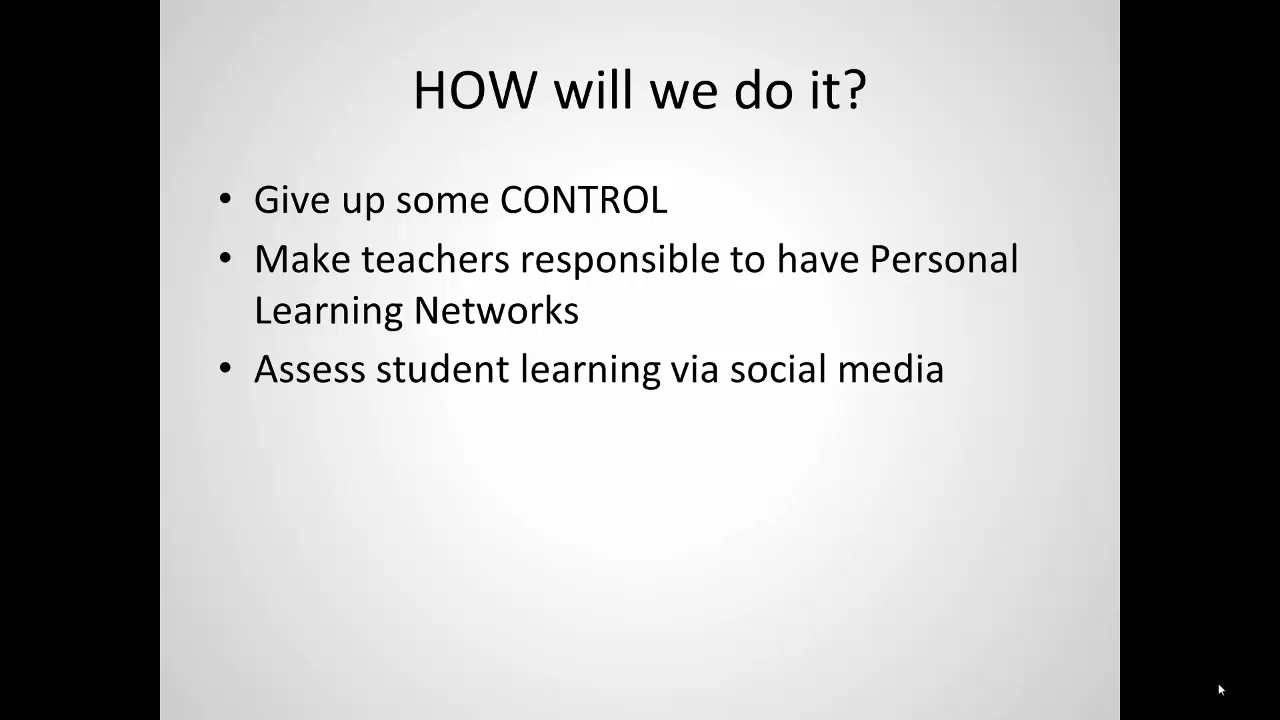 HOW will we do it?
• Give up some CONTROL
• Make teachers responsible to have Personal
Learning Networks
• Assess student learning via social media